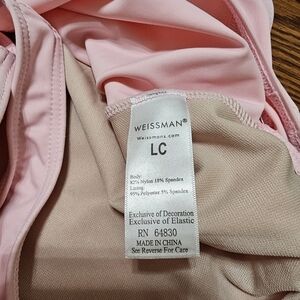 WEISSMAN®
Weissmans.com
LC
Body:
82% Nylon 18% Spandex
Lining:
95% Polyester 5% Spandex
Exclusive of Decoration
Exclusive of Elastic
RN 64830
MADE IN CHINA
See Reverse For Care